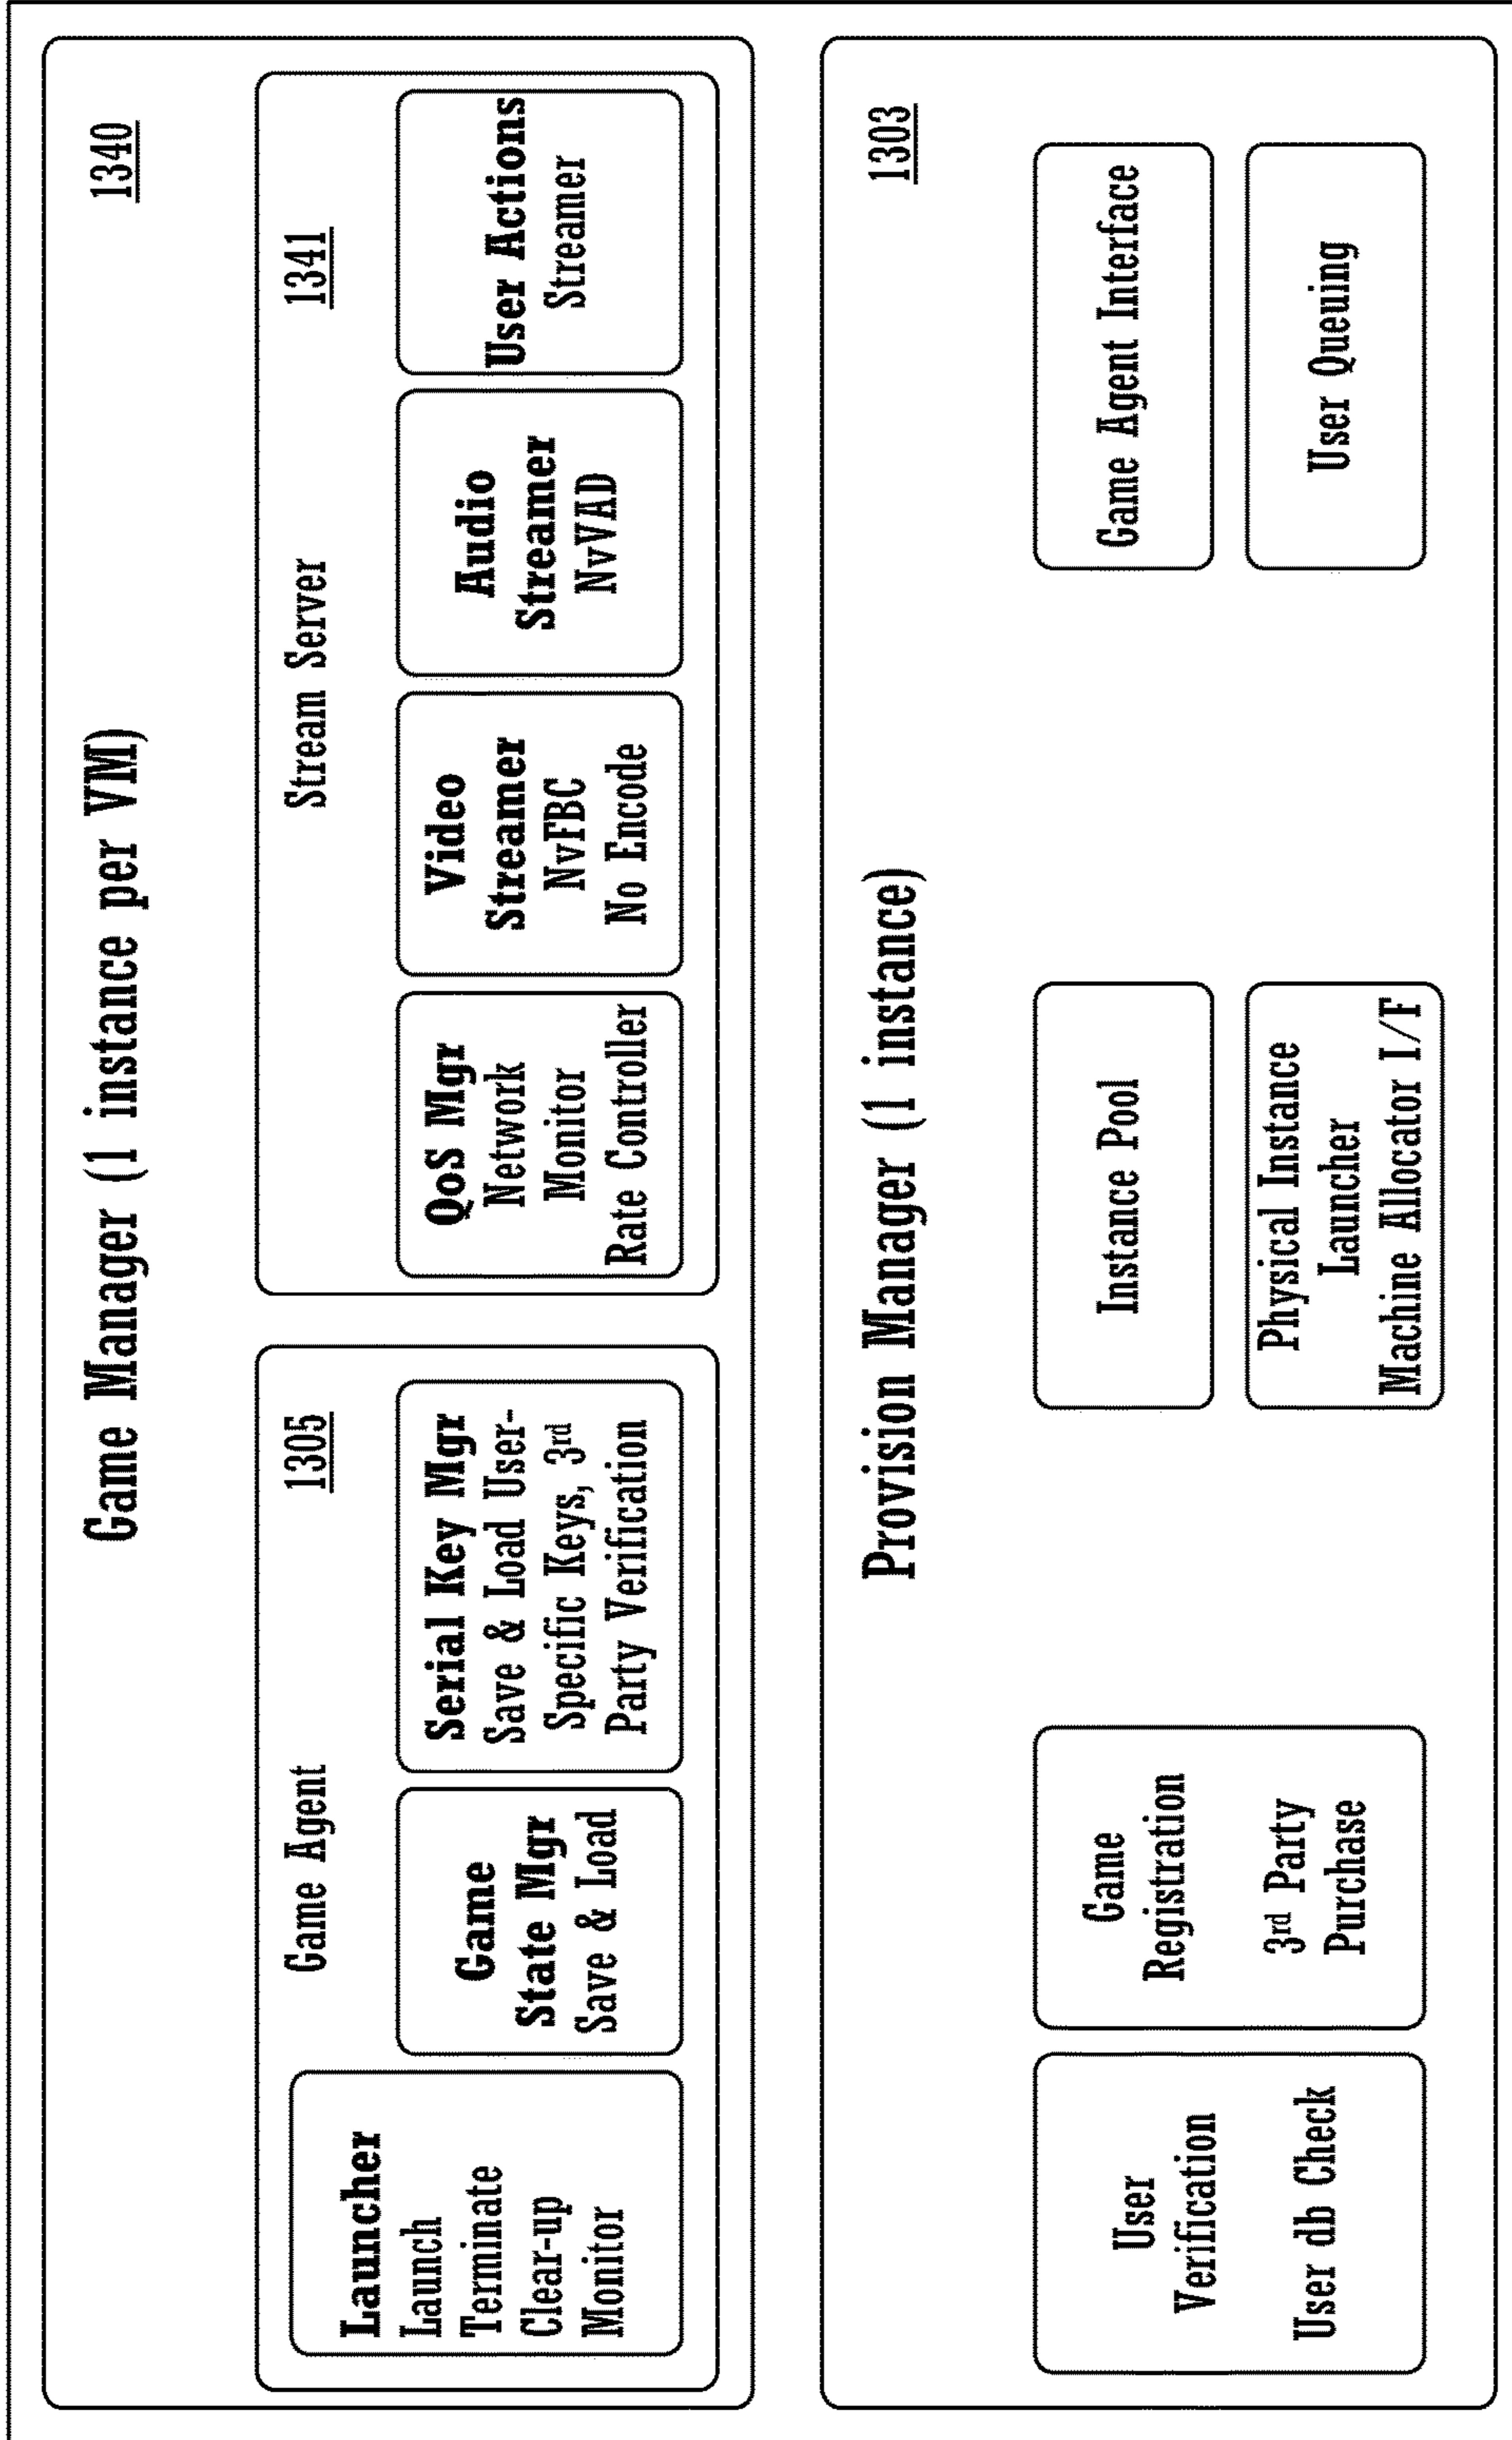 Game Manager (1 instance per VM)
1340
Game Agent
1305
Launcher
Launch
Terminate
Clear-up
Monitor
Game
State Mgr
Save & Load
Serial Key Mgr
Save & Load User-
Specific Keys, 3rd
Party Verification
Stream Server
1341
QoS Mgr
Network
Monitor
Rate Controller
Video
Streamer
NvFBC
No Encode
Audio
Streamer
NvVAD
User Actions
Streamer
Provision Manager (1 instance)
1303
User
Verification
User db Check
Game
Registration
3rd Party
Purchase
Instance Pool
Physical Instance
Launcher
Machine Allocator I/F
Game Agent Interface
User Queuing